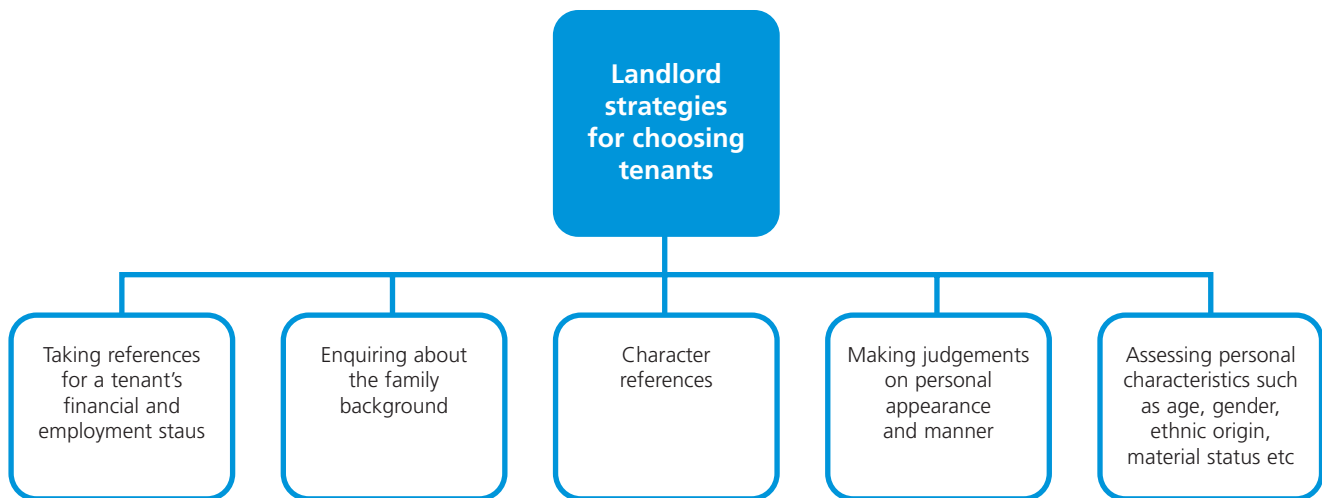 Landlord
strategies
for choosing
tenants
Taking references
for a tenant's
financial and
employment staus
Enquiring about
the family
background
Character
references
Making judgements
on personal
appearance
and manner
Assessing personal
characteristics such
as age, gender,
ethnic origin,
material status etc